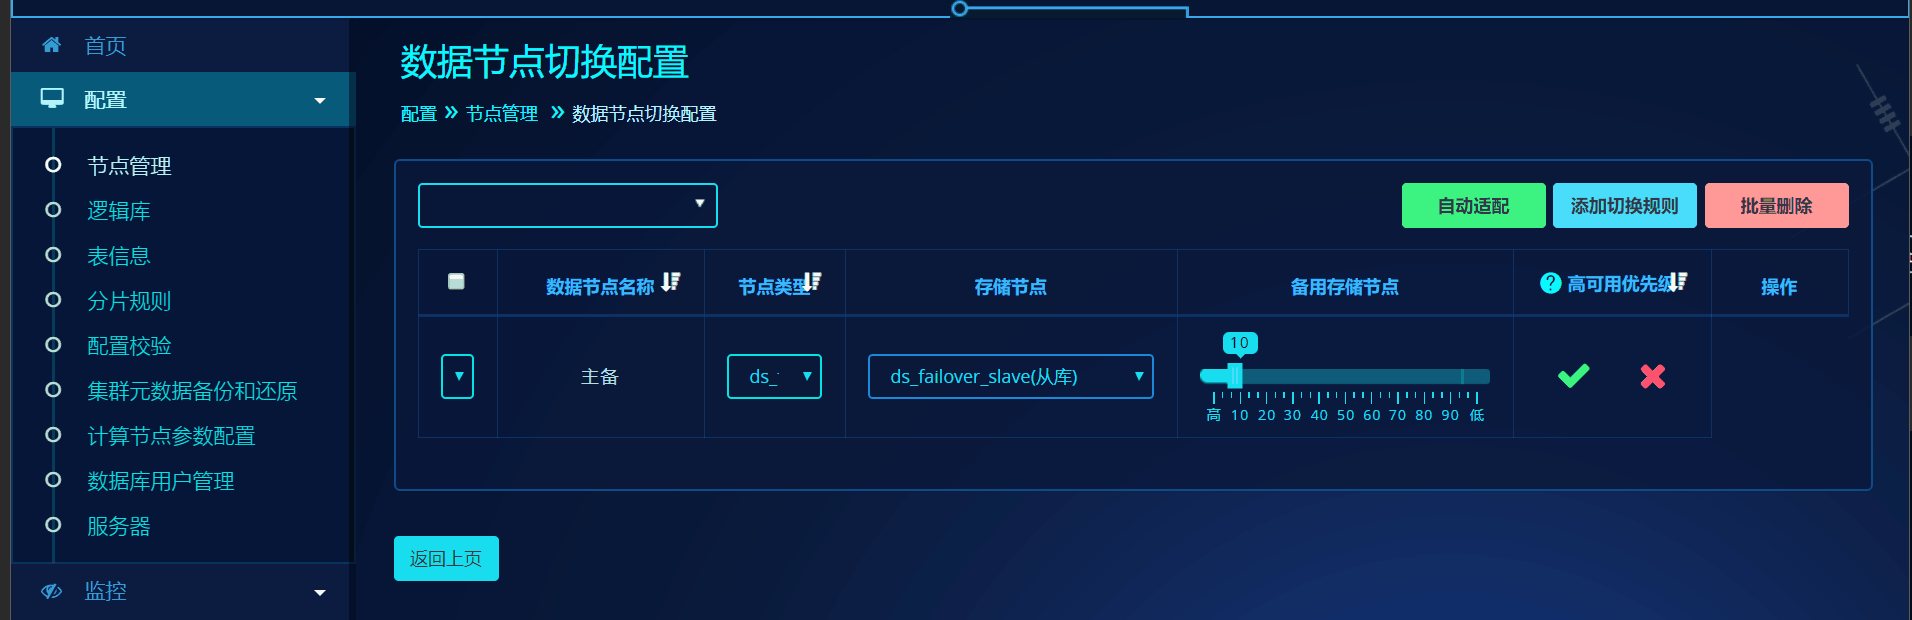 首页
配置
节点管理
逻辑库
表信息
分片规则
配置校验
集群元数据备份和还原
计算节点参数配置
数据库用户管理
服务器
监控
数据节点切换配置
配置 » 节点管理 » 数据节点切换配置
自动适配 添加切换规则 批量删除
数据节点名称 节点类型 存储节点 备用存储节点 ? 高可用优先级 操作
10
主备 ds_ ds_failover_slave(从库)
高 10 20 30 40 50 60 70 80 90 低
返回上页